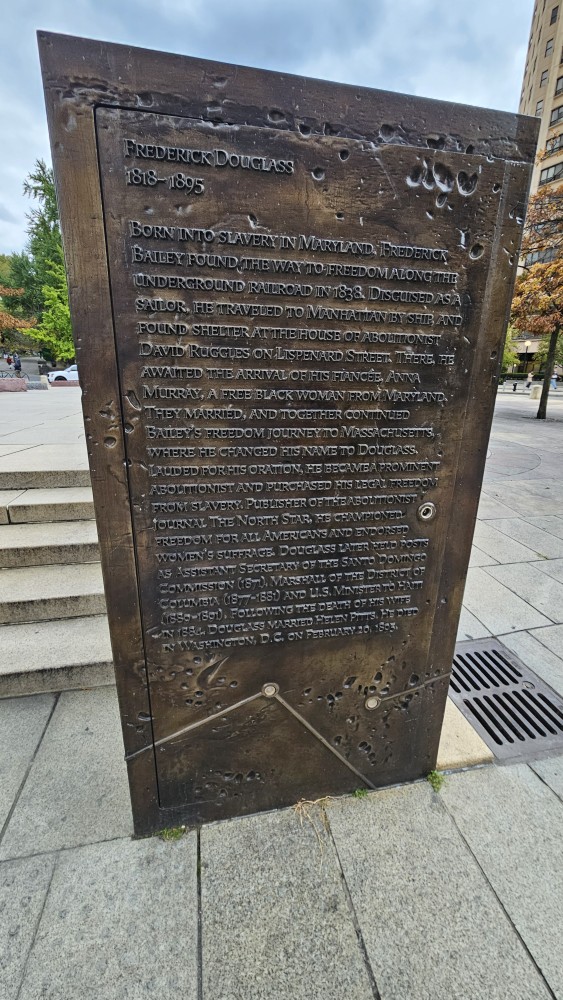 FREDERICK DOUGLASS
1818-1895
BORN INTO SLAVERY IN MARYLAND, FREDERICK
BAILEY FOUND THE WAY TO FREEDOM ALONG THE
UNDERGROUND RAILROAD IN 1838. DISGUISED AS A
SAILOR, HE TRAVELED TO MANHATTAN BY SHIP, AND
FOUND SHELTER AT THE HOUSE OF ABOLITIONIST
DAVID RUGGLES ON LISPENARD STREET. THERE, HE
AWAITED THE ARRIVAL OF HIS FIANCÉE, ANNA
MURRAY, A FREE BLACK WOMAN FROM MARYLAND.
THEY MARRIED, AND TOGETHER CONTINUED
BAILEY'S FREEDOM JOURNEY TO MASSACHUSETTS,
WHERE HE CHANGED HIS NAME TO DOUGLASS.
LAUDED FOR HIS ORATION, HE BECAME A PROMINENT
ABOLITIONIST AND PURCHASED HIS LEGAL FREEDOM
FROM SLAVERY. PUBLISHER OF THE ABOLITIONIST
JOURNAL THE NORTH STAR, HE CHAMPIONED
FREEDOM FOR ALL AMERICANS AND ENDORSED
WOMEN'S SUFFRAGE. DOUGLASS LATER HELD POSTS
AS ASSISTANT SECRETARY OF THE SANTO DOMINGO
COMMISSION (1871), MARSHALL OF THE DISTRICT OF
COLUMBIA (1877-1881) AND U.S. MINISTER TO HAITI
(1889-1891). FOLLOWING THE DEATH OF HIS WIFE
IN 1882, DOUGLASS MARRIED HELEN PITTS. HE DIED
IN WASHINGTON, D.C. ON FEBRUARY 20, 1895.